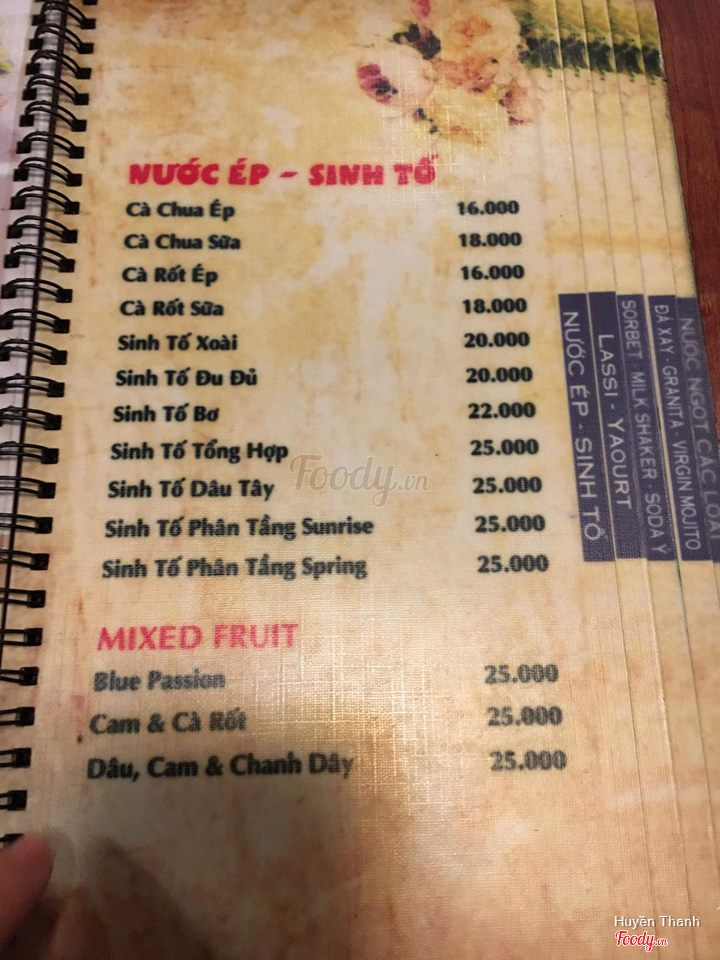 NƯỚC ÉP - SINH TỐ
Cà Chua Ép 16.000
Cà Chua Sữa 18.000
Cà Rốt Ép 16.000
Cà Rốt Sữa 18.000
Sinh Tố Xoài 20.000
Sinh Tố Đu Đủ 20.000
Sinh Tố Bơ 22.000
Sinh Tố Tổng Hợp 25.000
Sinh Tố Dâu Tây 25.000
Sinh Tố Phân Tầng Sunrise 25.000
Sinh Tố Phân Tầng Spring 25.000
MIXED FRUIT
Blue Passion 25.000
Cam & Cà Rốt 25.000
Dâu, Cam & Chanh Dây 25.000
NƯỚC ÉP - SINH TỐ
LASSI - YAOURT
SORBET - MILK SHAKER SODA Ý
ĐÁ XAY - GRANITA VIRGIN MOJITO
NƯỚC NGỌT CÁC LOẠI
Foody.vn
Huyền Thanh
Foody.vn